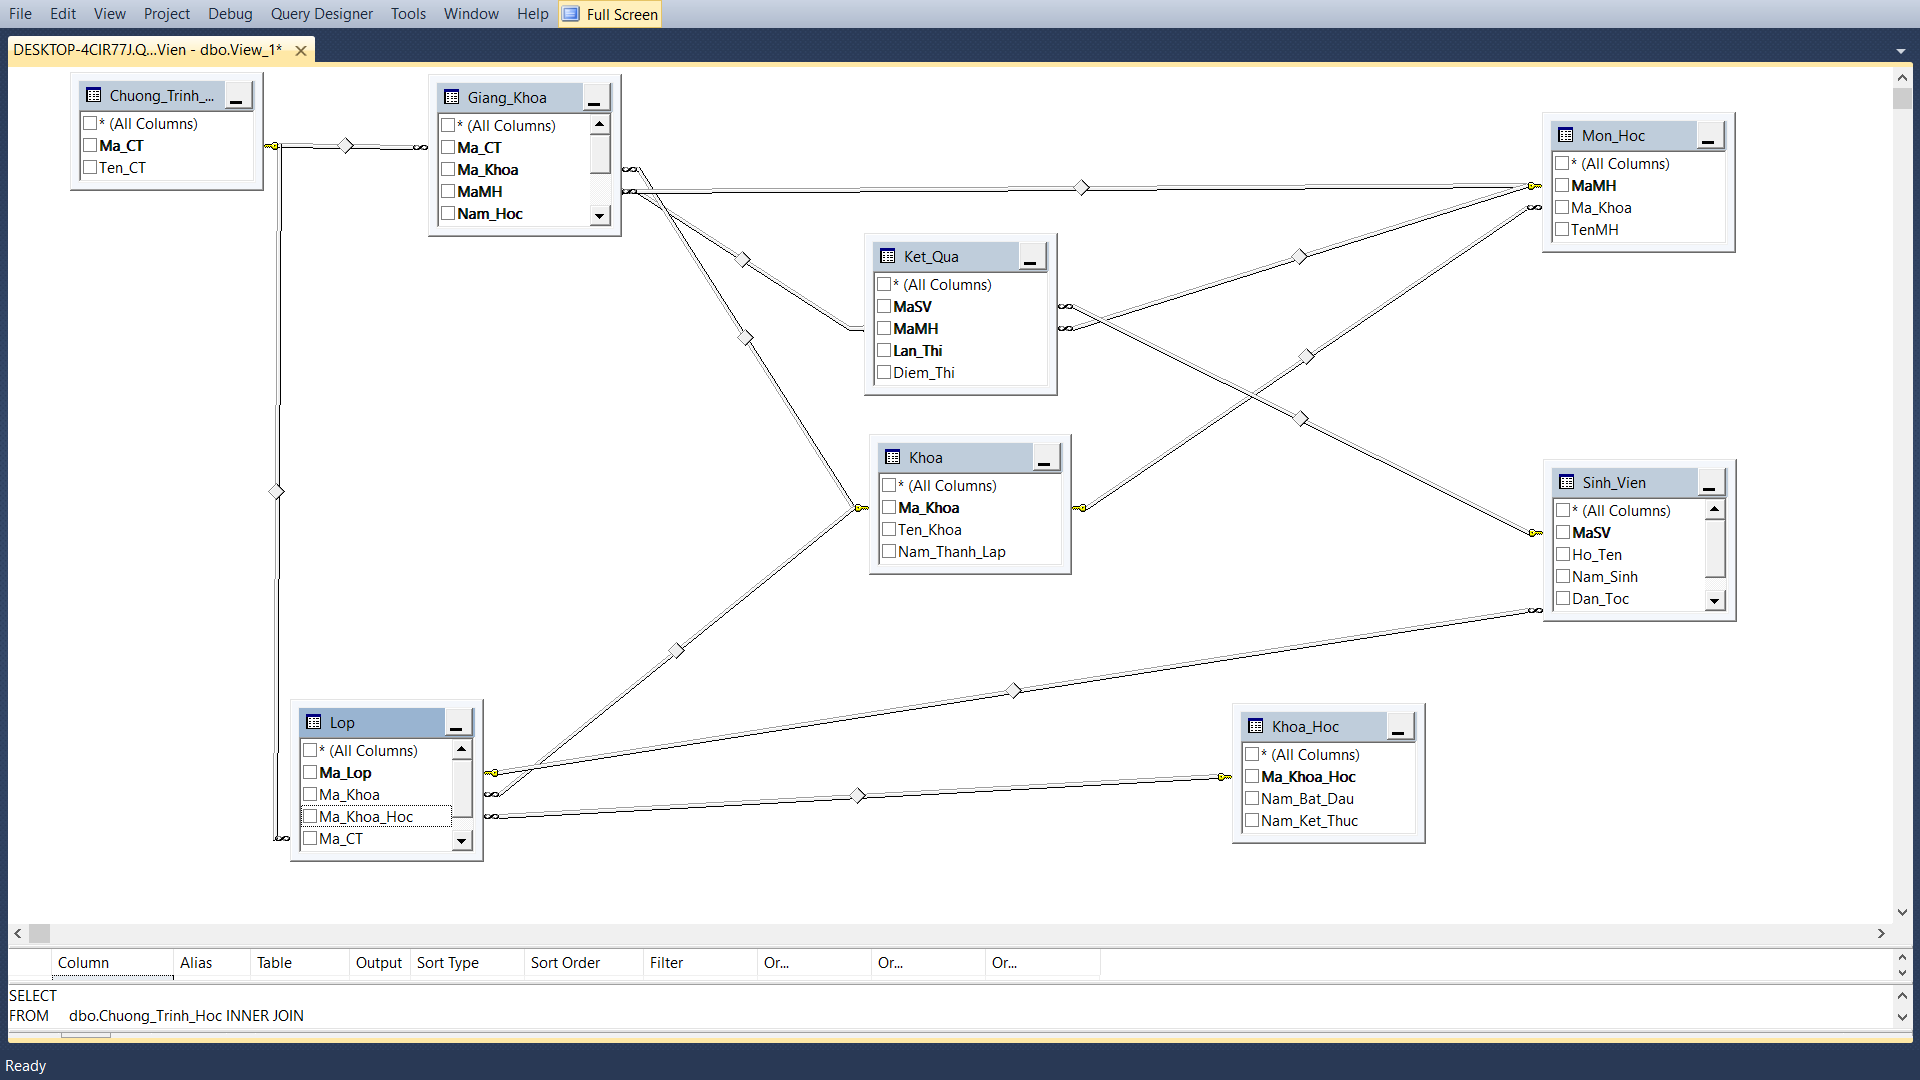 File Edit View Project Debug Query Designer Tools Window Help Full Screen
DESKTOP-4CIR77J.Q...Vien - dbo.View_1*
Chuong_Trinh_...
* (All Columns)
Ma_CT
Ten_CT
Giang_Khoa
* (All Columns)
Ma_CT
Ma_Khoa
MaMH
Nam_Hoc
Mon_Hoc
* (All Columns)
MaMH
Ma_Khoa
TenMH
Ket_Qua
* (All Columns)
MaSV
MaMH
Lan_Thi
Diem_Thi
Khoa
* (All Columns)
Ma_Khoa
Ten_Khoa
Nam_Thanh_Lap
Sinh_Vien
* (All Columns)
MaSV
Ho_Ten
Nam_Sinh
Dan_Toc
Lop
* (All Columns)
Ma_Lop
Ma_Khoa
Ma_Khoa_Hoc
Ma_CT
Khoa_Hoc
* (All Columns)
Ma_Khoa_Hoc
Nam_Bat_Dau
Nam_Ket_Thuc
Column Alias Table Output Sort Type Sort Order Filter Or... Or... Or...
SELECT
FROM dbo.Chuong_Trinh_Hoc INNER JOIN
Ready